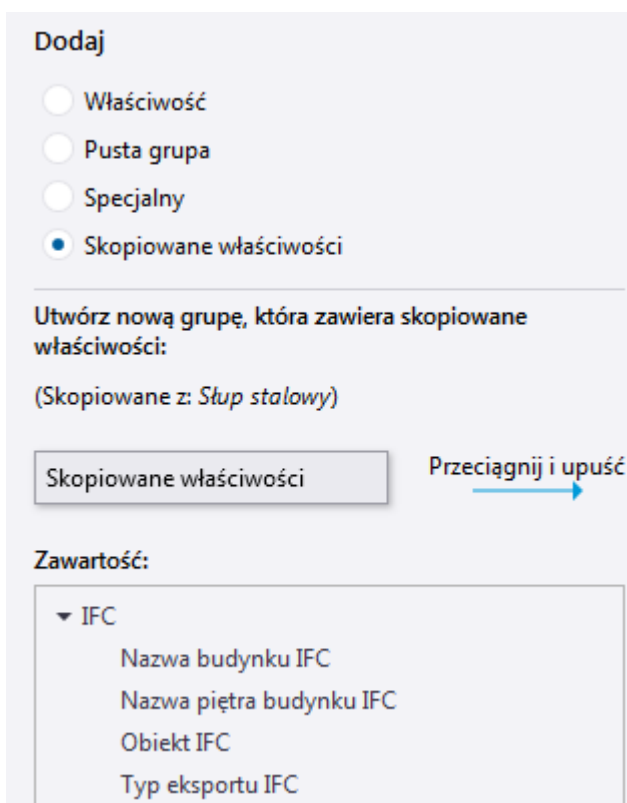 Dodaj
Właściwość
Pusta grupa
Specjalny
Skopiowane właściwości
Utwórz nową grupę, która zawiera skopiowane
właściwości:
(Skopiowane z: Słup stalowy)
Skopiowane właściwości
Przeciągnij i upuść
Zawartość:
IFC
Nazwa budynku IFC
Nazwa piętra budynku IFC
Obiekt IFC
Typ eksportu IFC